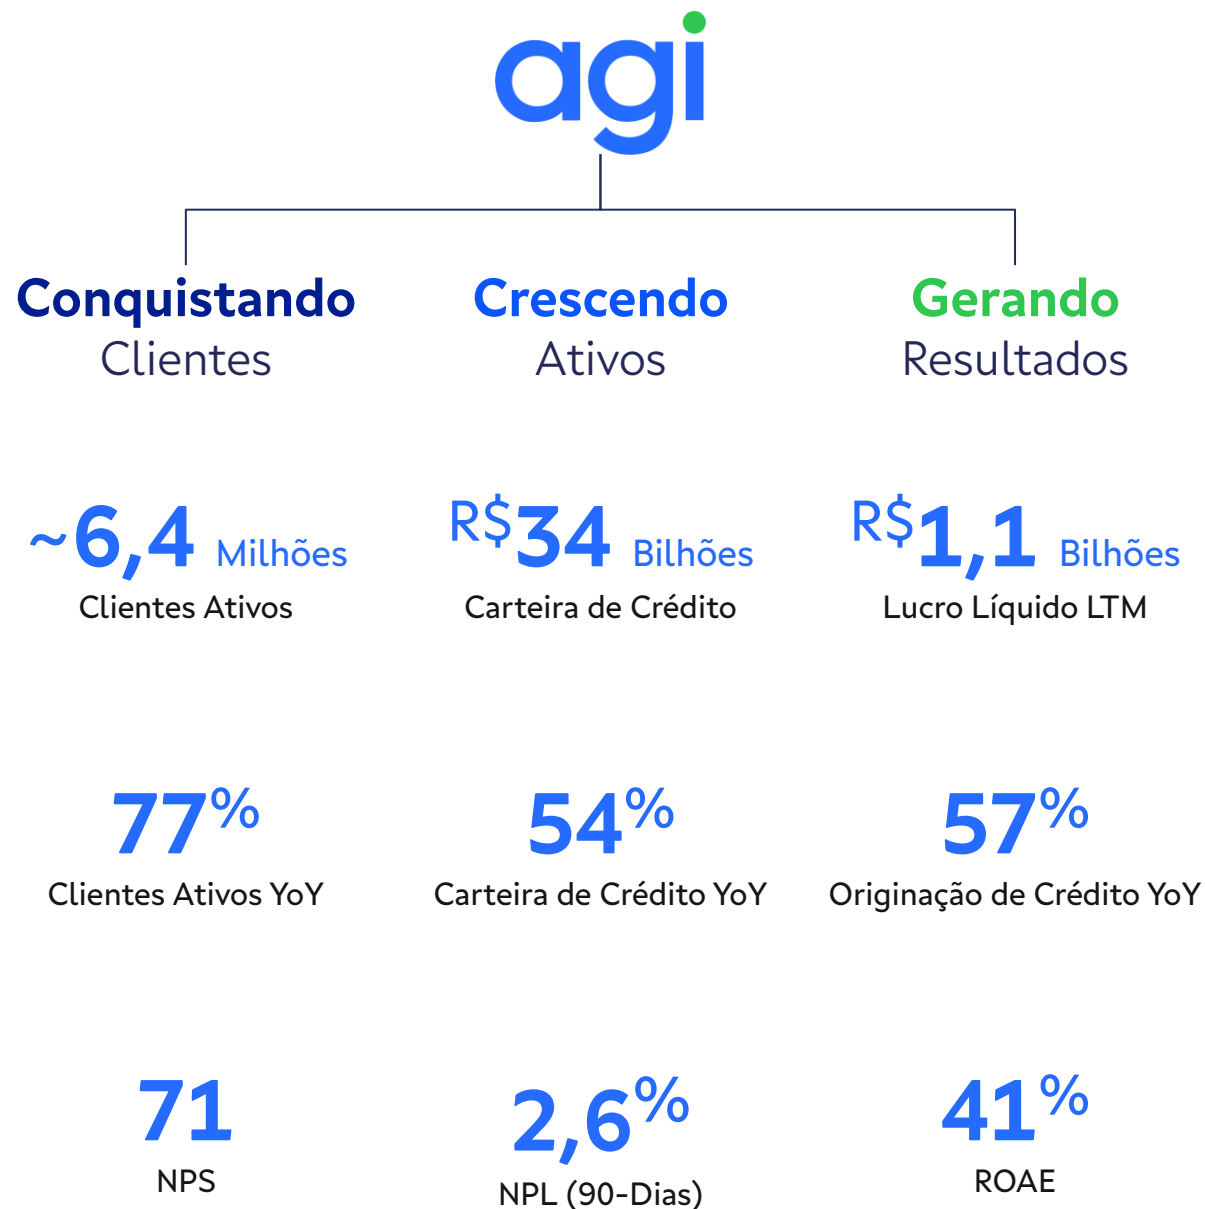 agi
Conquistando
Clientes
~6,4 Milhões
Clientes Ativos
77%
Clientes Ativos YoY
71
NPS
Crescendo
Ativos
R$34 Bilhões
Carteira de Crédito
54%
Carteira de Crédito YoY
2,6%
NPL (90-Dias)
Gerando
Resultados
R$1,1 Bilhões
Lucro Líquido LTM
57%
Originação de Crédito YoY
41%
ROAE